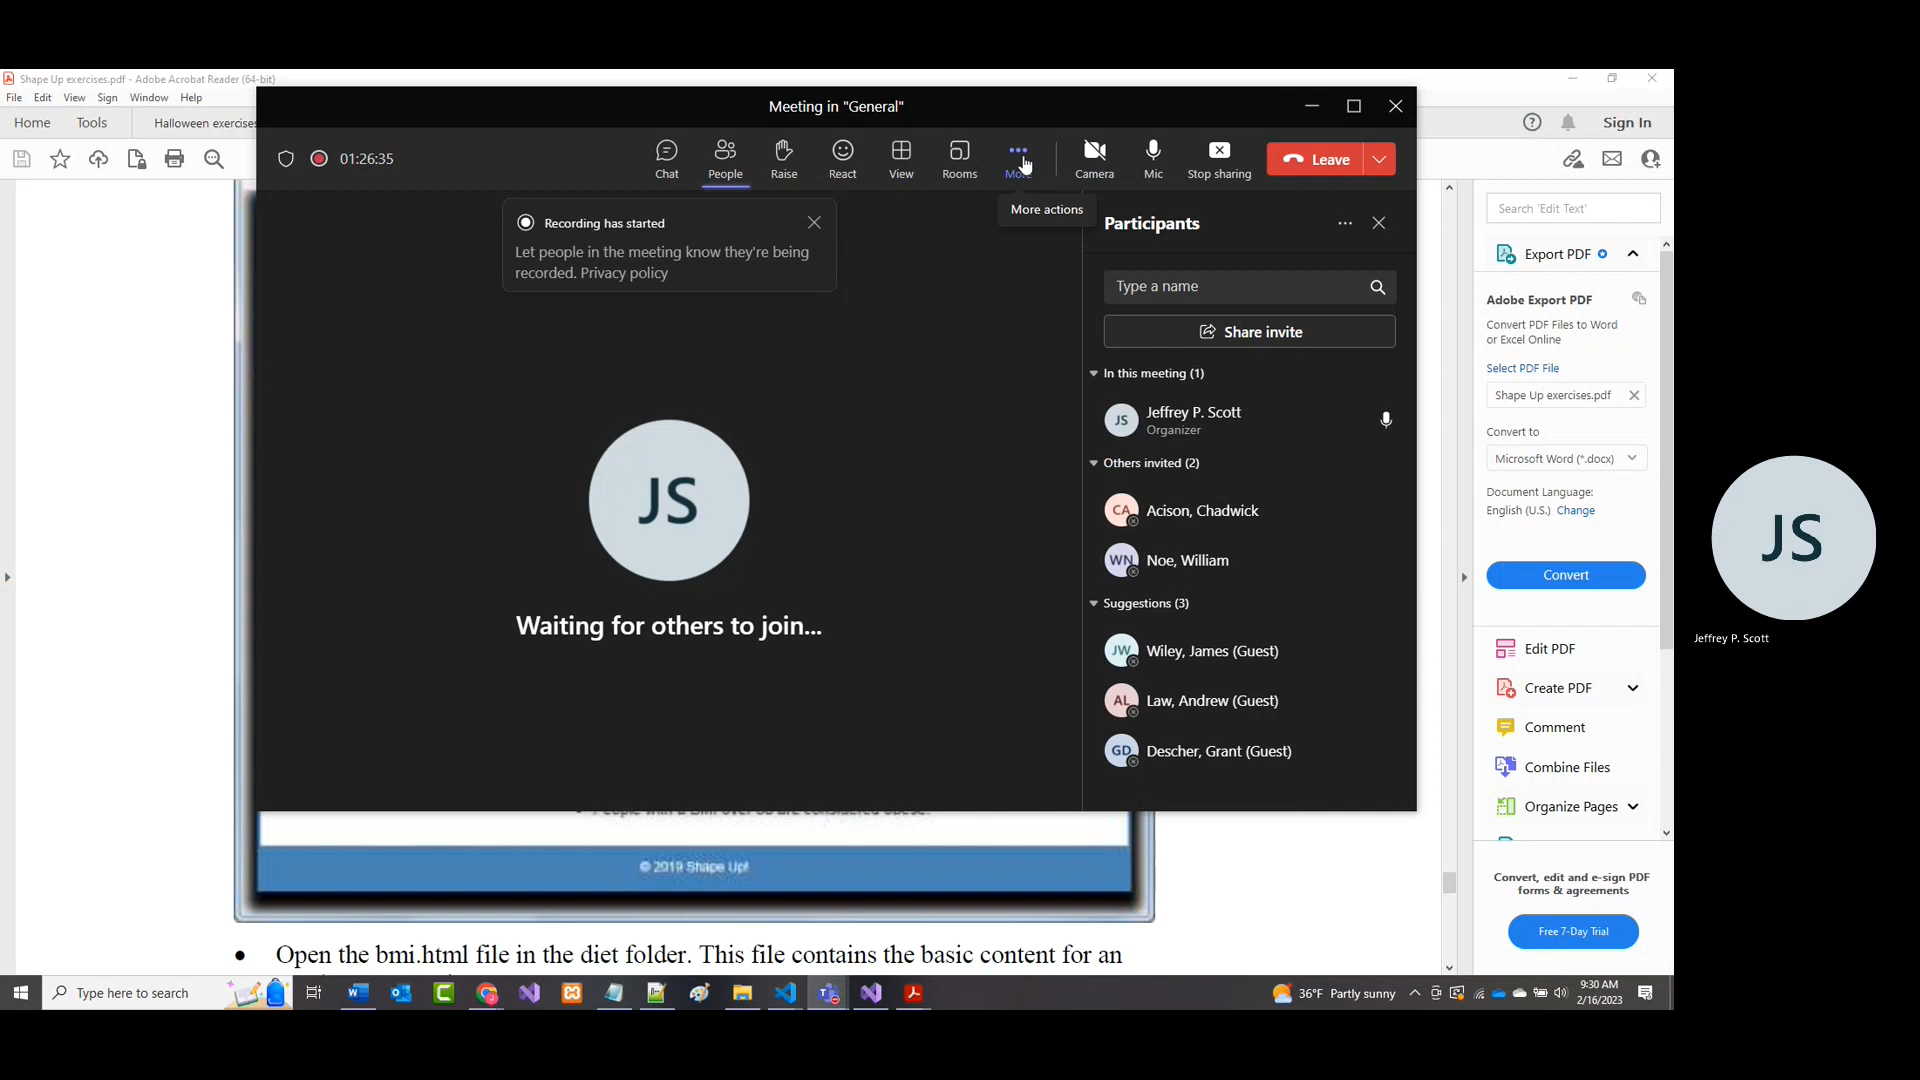 Shape Up exercises.pdf - Adobe Acrobat Reader (64-bit)
File Edit View Sign Window Help
Home Tools Halloween exercises
Sign In
Meeting in "General"
01:26:35
Chat People Raise React View Rooms More Camera Mic Stop sharing Leave
More actions
Recording has started
Let people in the meeting know they're being
recorded. Privacy policy
JS
Waiting for others to join...
Participants
Type a name
Share invite
In this meeting (1)
JS Jeffrey P. Scott
Organizer
Others invited (2)
CA Acison, Chadwick
WN Noe, William
Suggestions (3)
JW Wiley, James (Guest)
AL Law, Andrew (Guest)
GD Descher, Grant (Guest)
Search 'Edit Text'
Export PDF
Adobe Export PDF
Convert PDF Files to Word
or Excel Online
Select PDF File
Shape Up exercises.pdf
Convert to
Microsoft Word (*.docx)
Document Language:
English (U.S.) Change
Convert
Edit PDF
Create PDF
Comment
Combine Files
Organize Pages
Convert, edit and e-sign PDF
forms & agreements
Free 7-Day Trial
JS
Jeffrey P. Scott
© 2019 Shape Up!
• Open the bmi.html file in the diet folder. This file contains the basic content for an
Type here to search
36°F Partly sunny
9:30 AM
2/16/2023